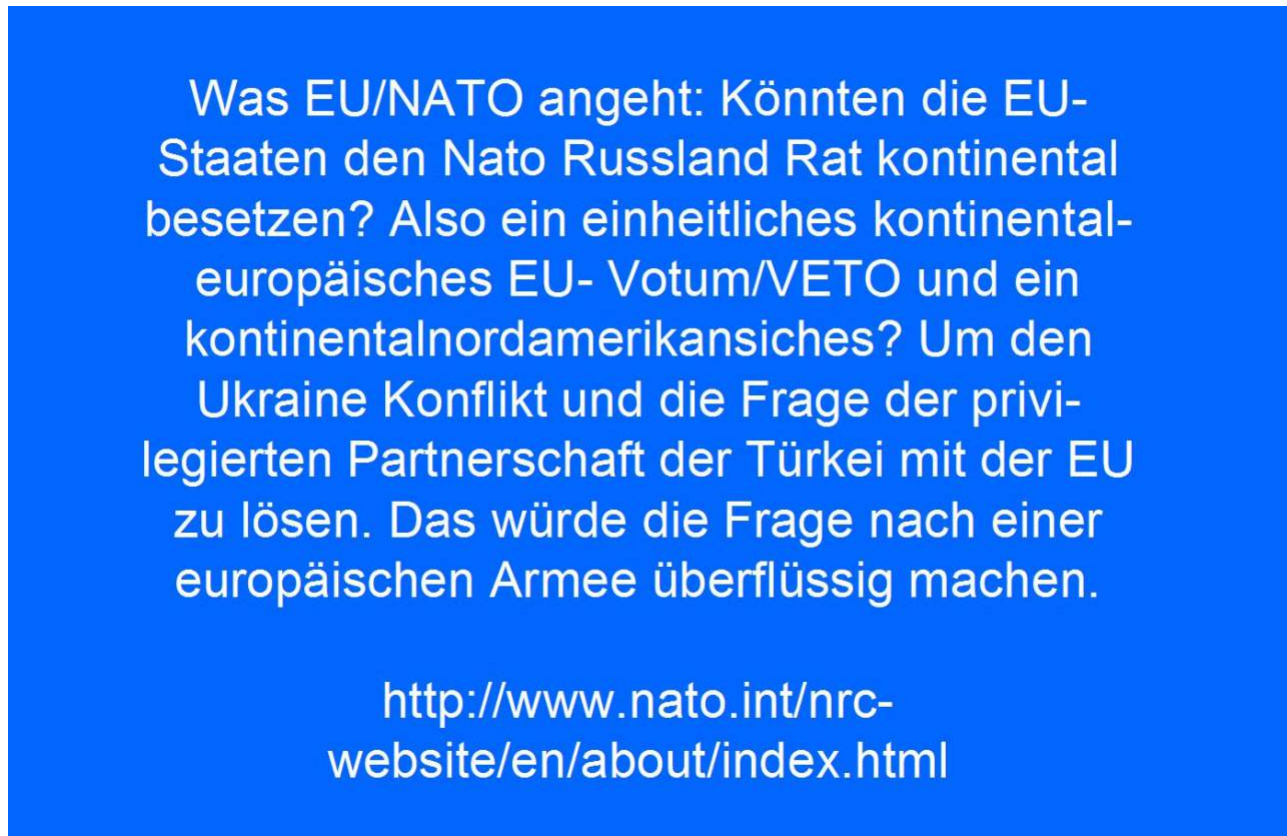 Was EU/NATO angeht: Könnten die EU-
Staaten den Nato Russland Rat kontinental
besetzen? Also ein einheitliches kontinental-
europäisches EU- Votum/VETO und ein
kontinentalnordamerikansiches? Um den
Ukraine Konflikt und die Frage der privi-
legierten Partnerschaft der Türkei mit der EU
zu lösen. Das würde die Frage nach einer
europäischen Armee überflüssig machen.
http://www.nato.int/nrc-
website/en/about/index.html